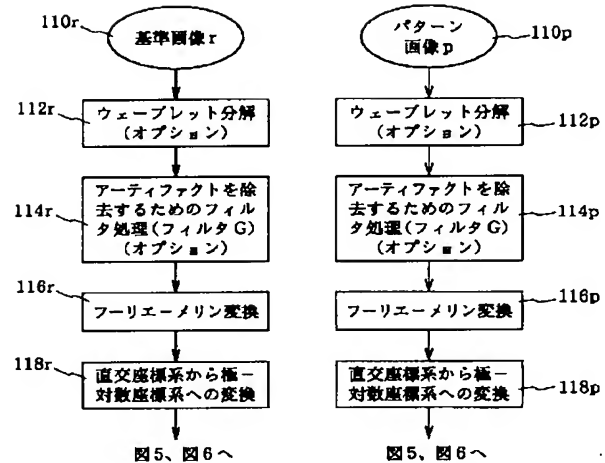 110r
基準画像r
112r
ウェーブレット分解
(オプション)
114r
アーティファクトを除
去するためのフィル
タ処理(フィルタG)
(オプション)
116r
フーリエーメリン変換
118r
直交座標系から極－
対数座標系への変換
図5、図6へ
パターン
画像p
110p
ウェーブレット分解
(オプション)
112p
アーティファクトを除
去するためのフィル
タ処理(フィルタG)
(オプション)
114p
フーリエーメリン変換
116p
直交座標系から極－
対数座標系への変換
118p
図5、図6へ